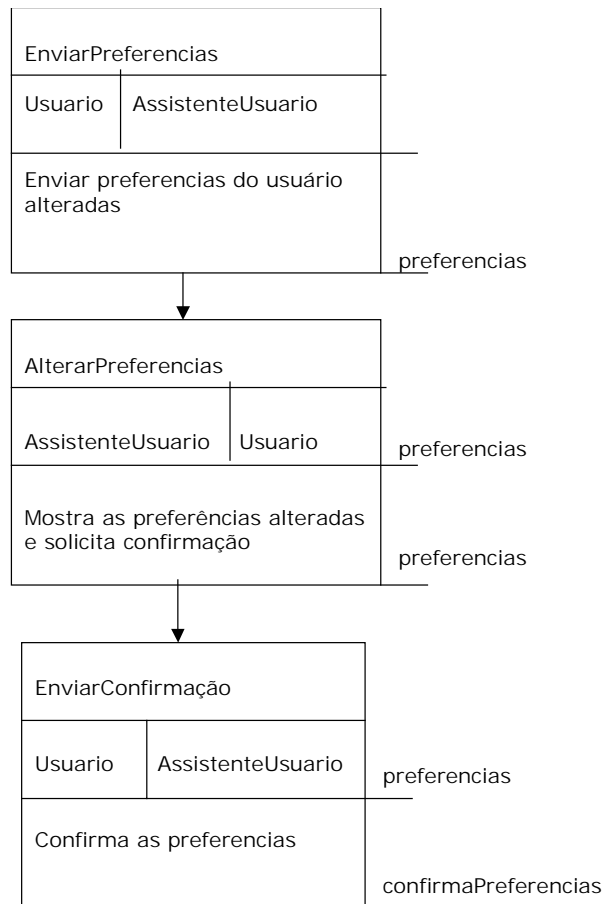 EnviarPreferencias
Usuario AssistenteUsuario
Enviar preferencias do usuário
alteradas
preferencias
AlterarPreferencias
AssistenteUsuario Usuario
preferencias
Mostra as preferências alteradas
e solicita confirmação
preferencias
EnviarConfirmação
Usuario AssistenteUsuario
preferencias
Confirma as preferencias
confirmaPreferencias